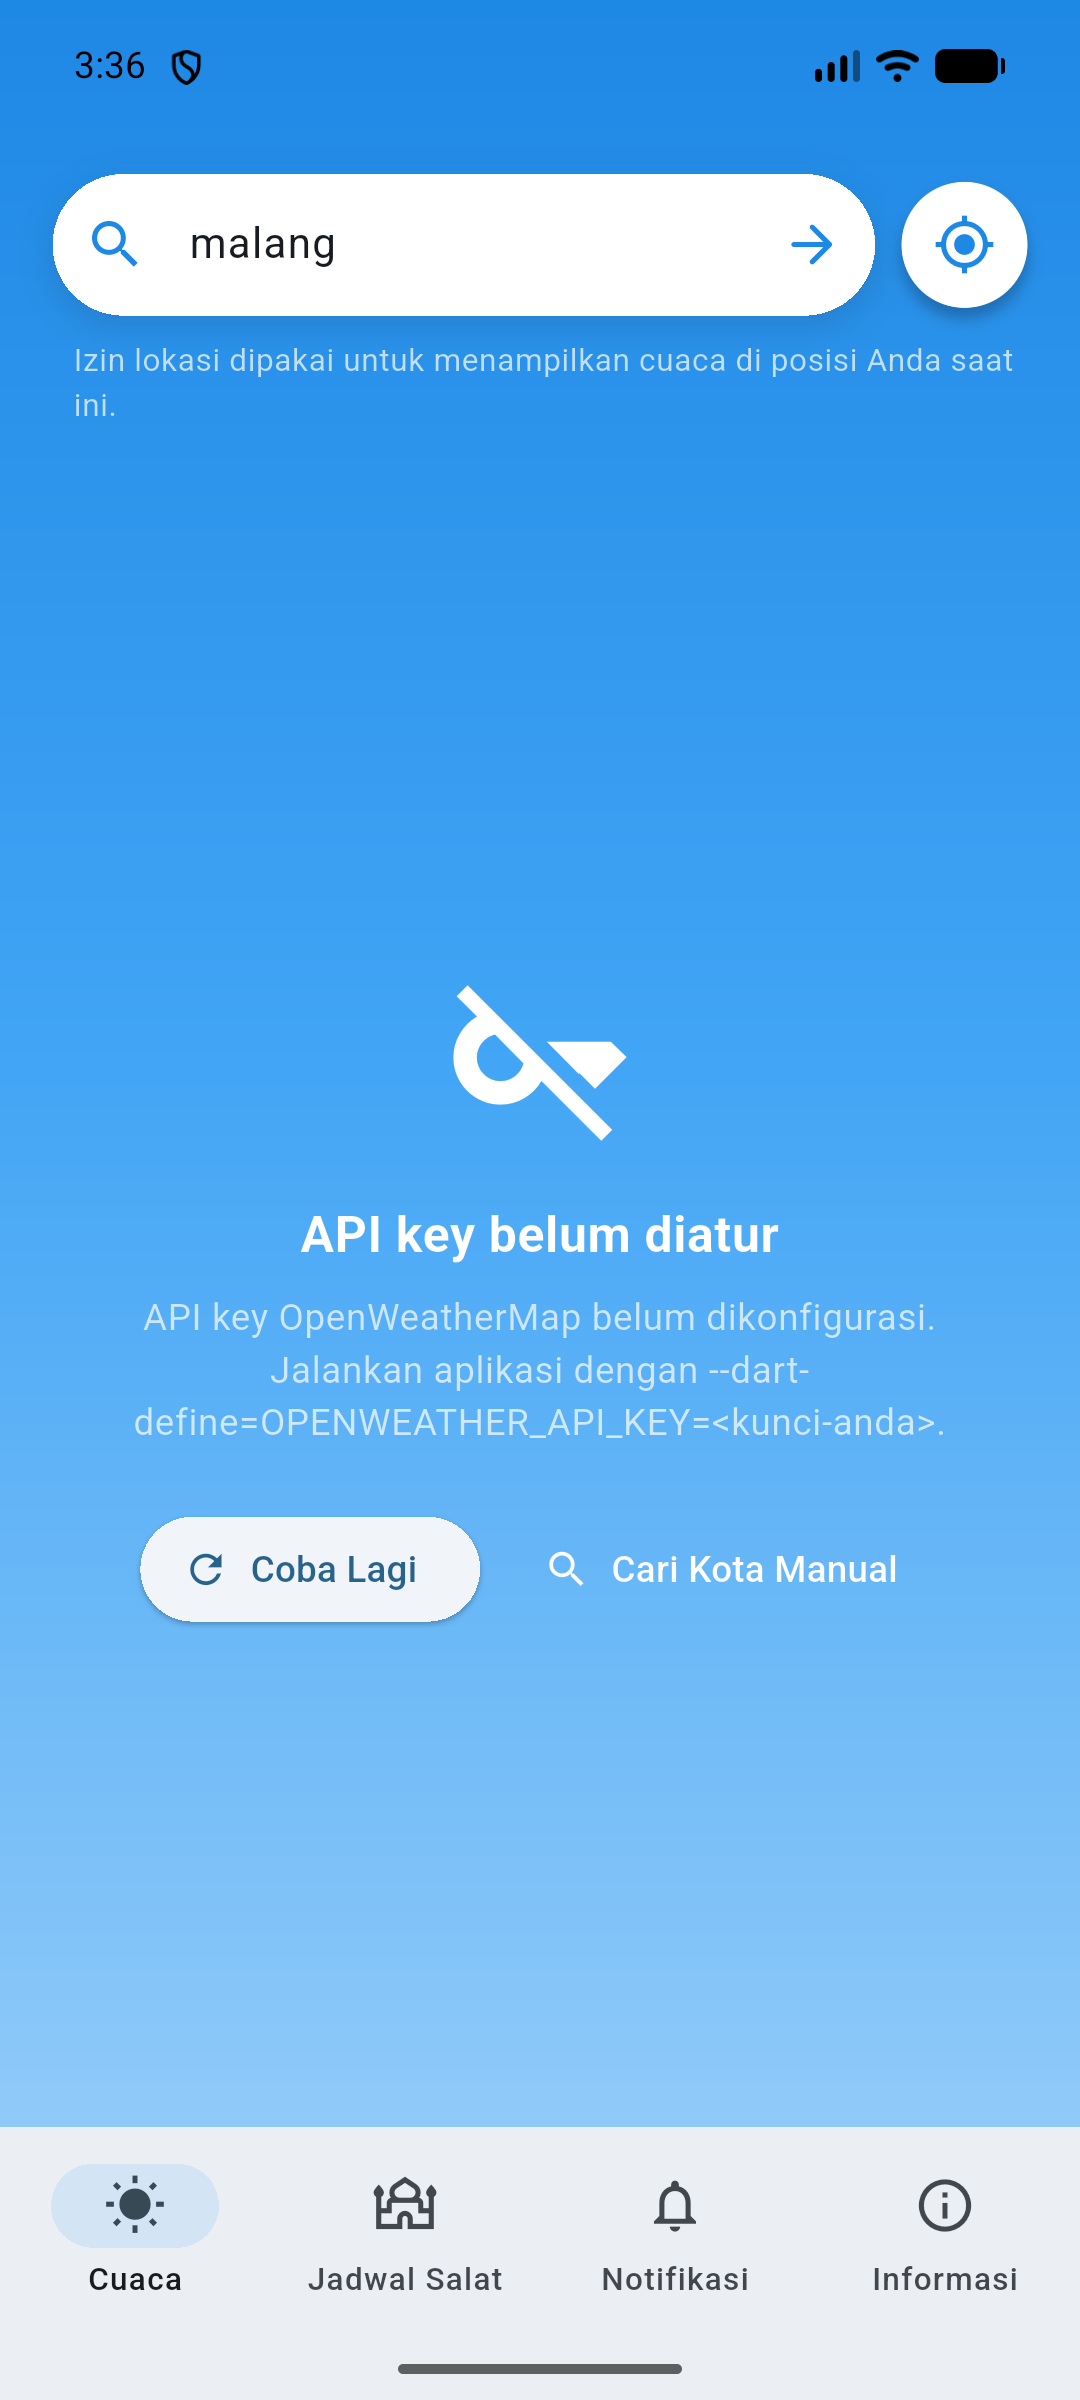 3:36
malang
Izin lokasi dipakai untuk menampilkan cuaca di posisi Anda saat
ini.
API key belum diatur
API key OpenWeatherMap belum dikonfigurasi.
Jalankan aplikasi dengan --dart-
define=OPENWEATHER_API_KEY=<kunci-anda>.
Coba Lagi
Cari Kota Manual
Cuaca
Jadwal Salat
Notifikasi
Informasi